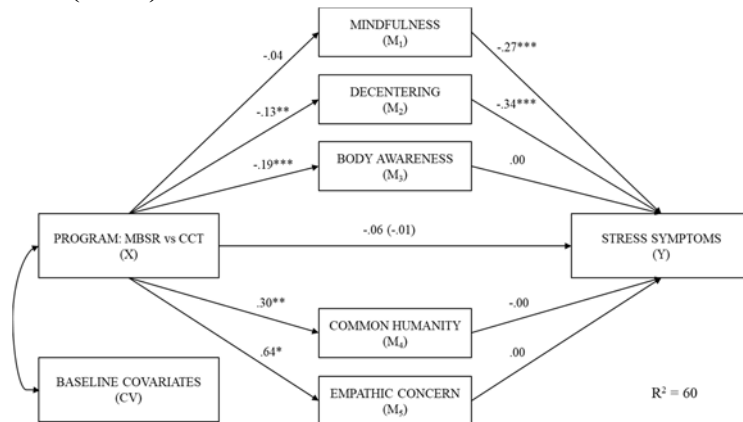 MINDFULNESS
(M₁)
-.04
-.27***
DECENTERING
(M₂)
-.13**
-.34***
BODY AWARENESS
(M₃)
-.19***
.00
PROGRAM: MBSR vs CCT
(X)
-.06 (-.01)
STRESS SYMPTOMS
(Y)
.30**
COMMON HUMANITY
(M₄)
-.00
.64*
.00
BASELINE COVARIATES
(CV)
EMPATHIC CONCERN
(M₅)
R² = 60